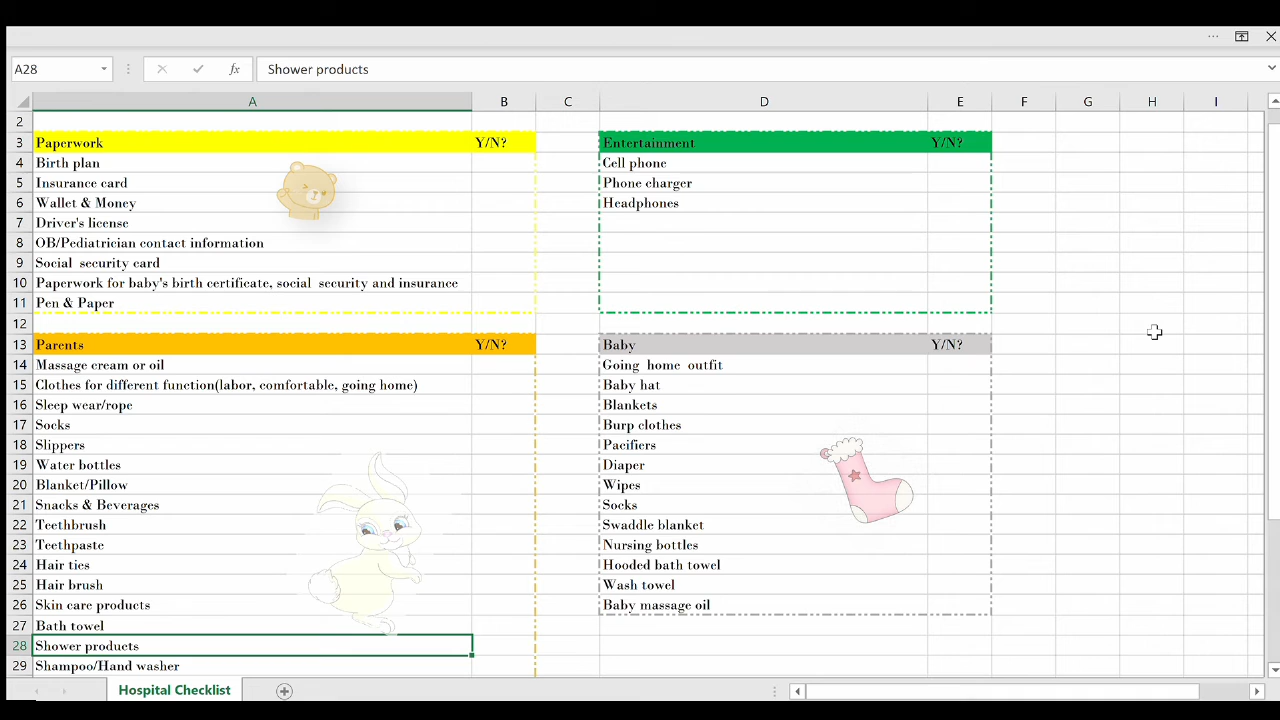 A28
fx
Shower products
A B C D E F G H I
2
3 Paperwork Y/N? Entertainment Y/N?
4 Birth plan Cell phone
5 Insurance card Phone charger
6 Wallet & Money Headphones
7 Driver's license
8 OB/Pediatrician contact information
9 Social security card
10 Paperwork for baby's birth certificate, social security and insurance
11 Pen & Paper
12
13 Parents Y/N? Baby Y/N?
14 Massage cream or oil Going home outfit
15 Clothes for different function(labor, comfortable, going home) Baby hat
16 Sleep wear/rope Blankets
17 Socks Burp clothes
18 Slippers Pacifiers
19 Water bottles Diaper
20 Blanket/Pillow Wipes
21 Snacks & Beverages Socks
22 Teethbrush Swaddle blanket
23 Teethpaste Nursing bottles
24 Hair ties Hooded bath towel
25 Hair brush Wash towel
26 Skin care products Baby massage oil
27 Bath towel
28 Shower products
29 Shampoo/Hand washer
Hospital Checklist